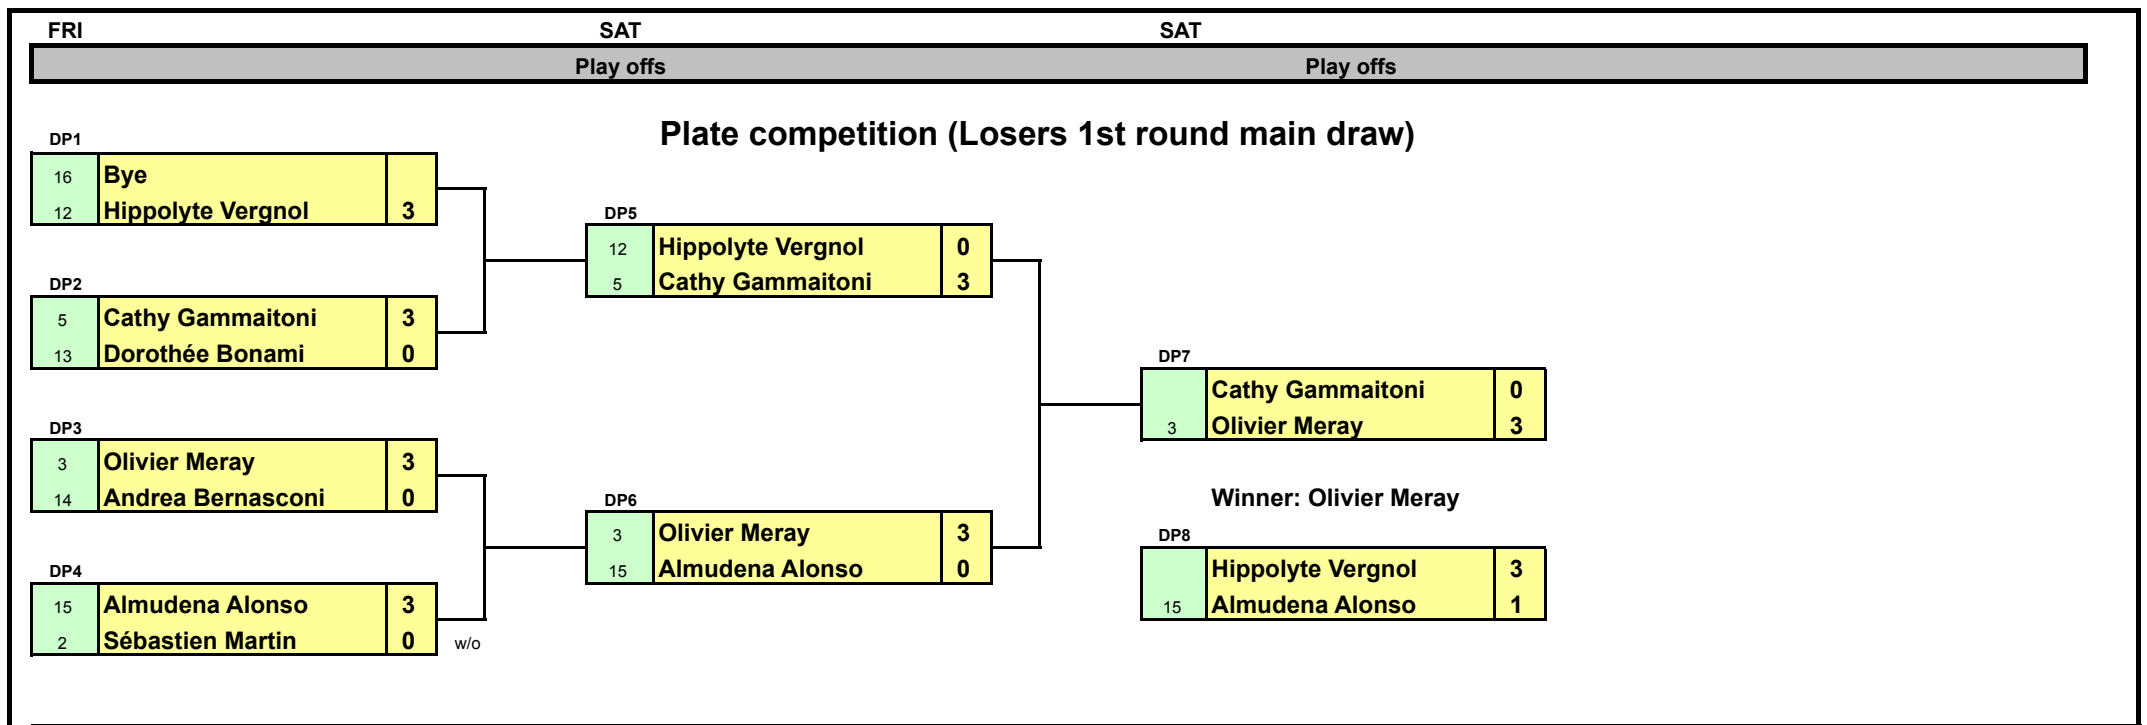 FRI SAT SAT
Play offs Play offs
Plate competition (Losers 1st round main draw)
DP1
16 Bye
12 Hippolyte Vergnol 3
DP2
5 Cathy Gammaitoni 3
13 Dorothée Bonami 0
DP3
3 Olivier Meray 3
14 Andrea Bernasconi 0
DP4
15 Almudena Alonso 3
2 Sébastien Martin 0 w/o
DP5
12 Hippolyte Vergnol 0
5 Cathy Gammaitoni 3
DP6
3 Olivier Meray 3
15 Almudena Alonso 0
DP7
Cathy Gammaitoni 0
3 Olivier Meray 3
Winner: Olivier Meray
DP8
Hippolyte Vergnol 3
15 Almudena Alonso 1